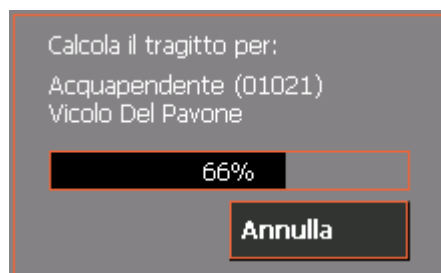 Calcola il tragitto per:
Acquapendente (01021)
Vicolo Del Pavone
66%
Annulla